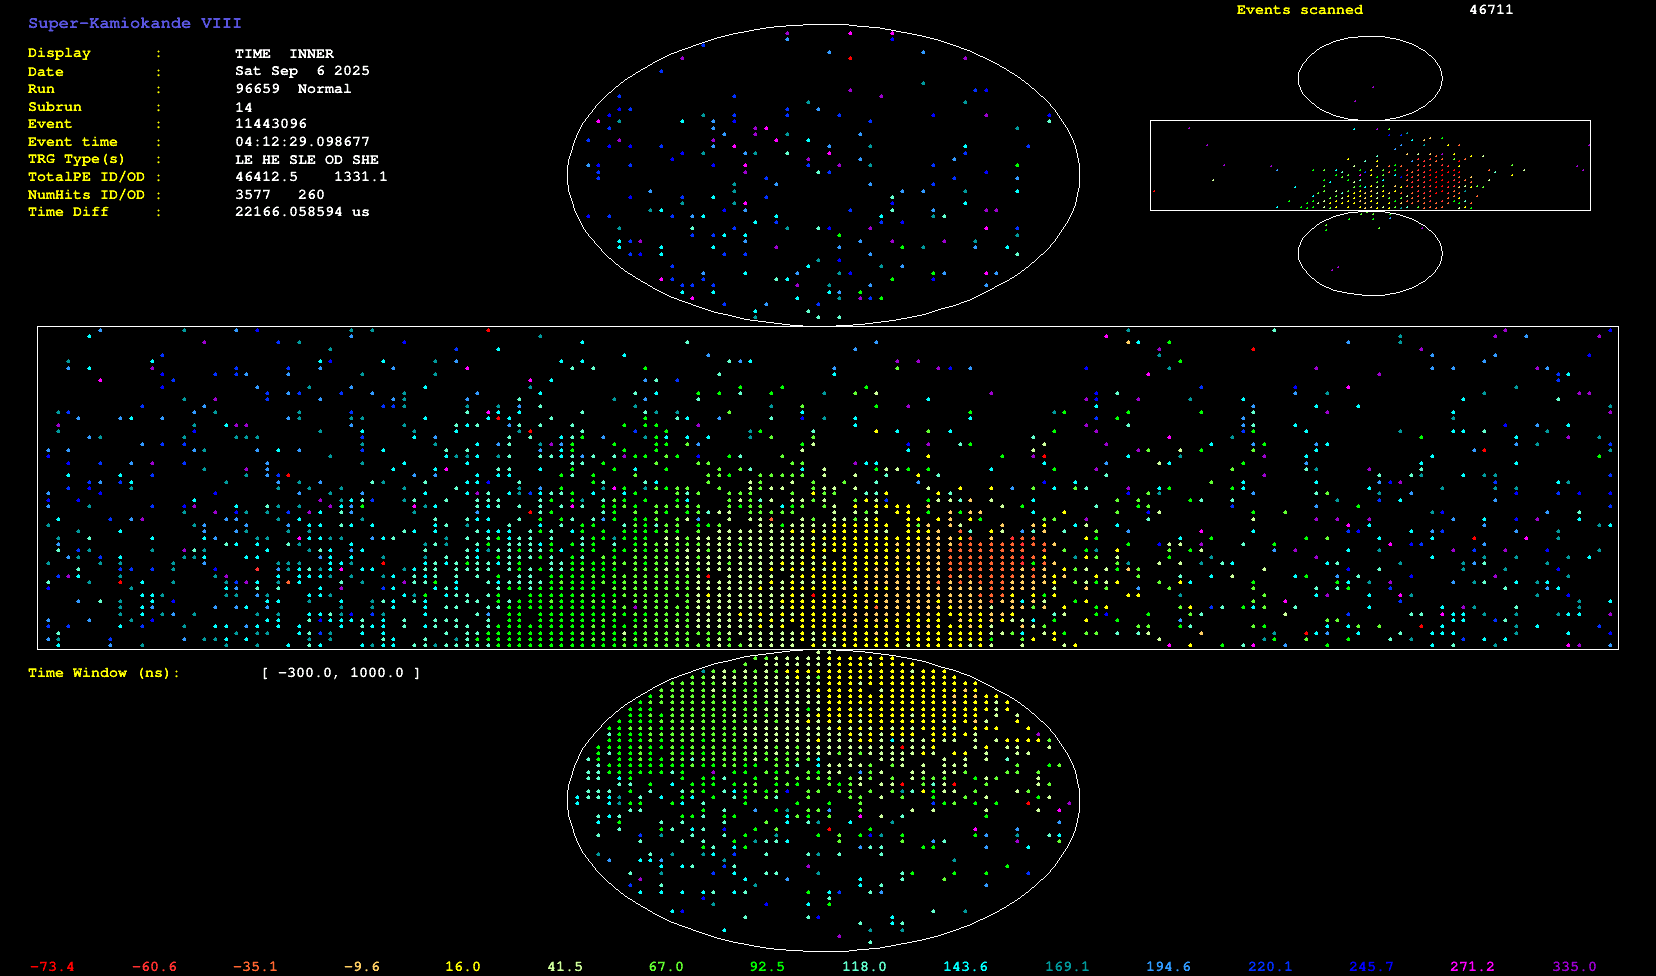 Super-Kamiokande VIII
Events scanned 46711
Display : TIME INNER
Date : Sat Sep 6 2025
Run : 96659 Normal
Subrun : 14
Event : 11443096
Event time : 04:12:29.098677
TRG Type(s) : LE HE SLE OD SHE
TotalPE ID/OD : 46412.5 1331.1
NumHits ID/OD : 3577 260
Time Diff : 22166.058594 us
Time Window (ns): [ -300.0, 1000.0 ]
-73.4 -60.6 -35.1 -9.6 16.0 41.5 67.0 92.5 118.0 143.6 169.1 194.6 220.1 245.7 271.2 335.0